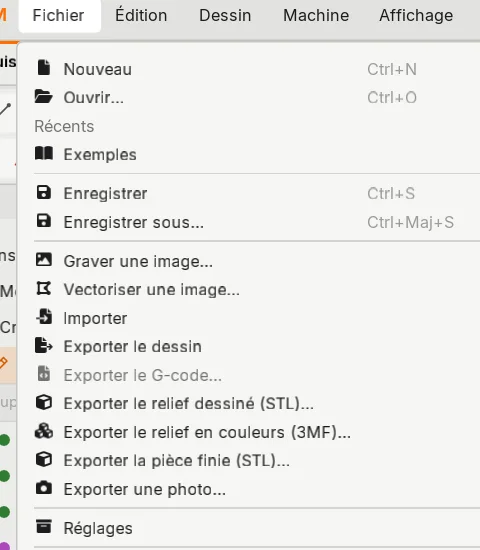 Fichier Édition Dessin Machine Affichage
Nouveau Ctrl+N
Ouvrir... Ctrl+O
Récents
Exemples
Enregistrer Ctrl+S
Enregistrer sous... Ctrl+Maj+S
Graver une image...
Vectoriser une image...
Importer
Exporter le dessin
Exporter le G-code...
Exporter le relief dessiné (STL)...
Exporter le relief en couleurs (3MF)...
Exporter la pièce finie (STL)...
Exporter une photo...
Réglages